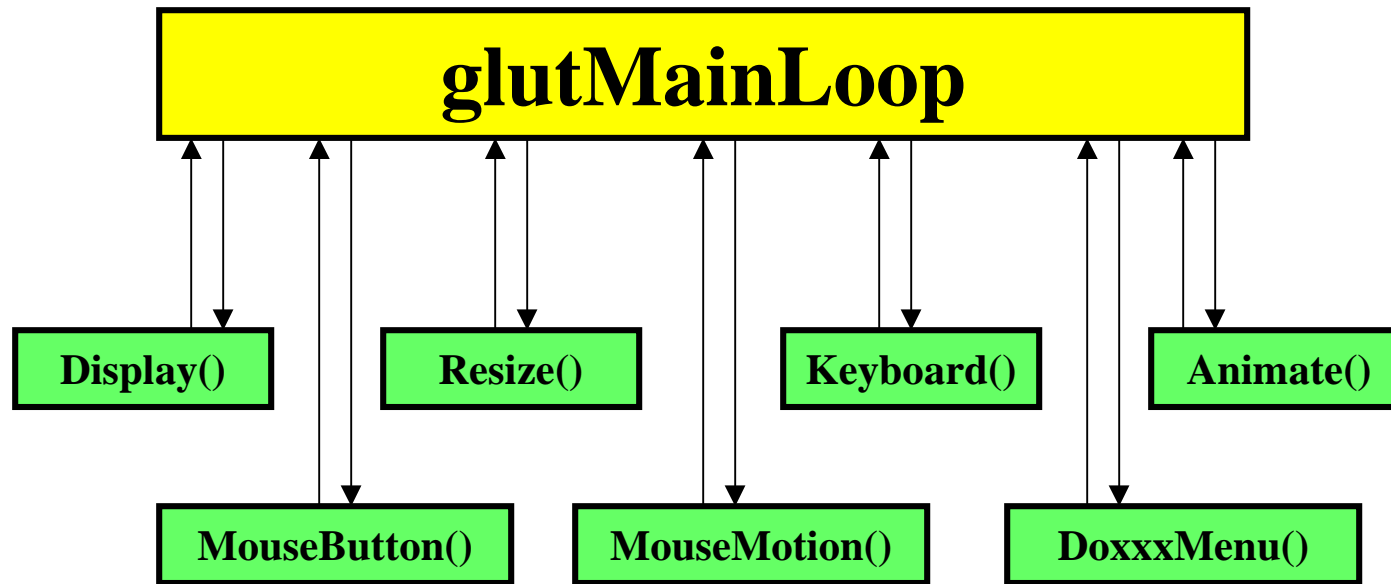 glutMainLoop
Display()
Resize()
Keyboard()
Animate()
MouseButton()
MouseMotion()
DoxxxMenu()